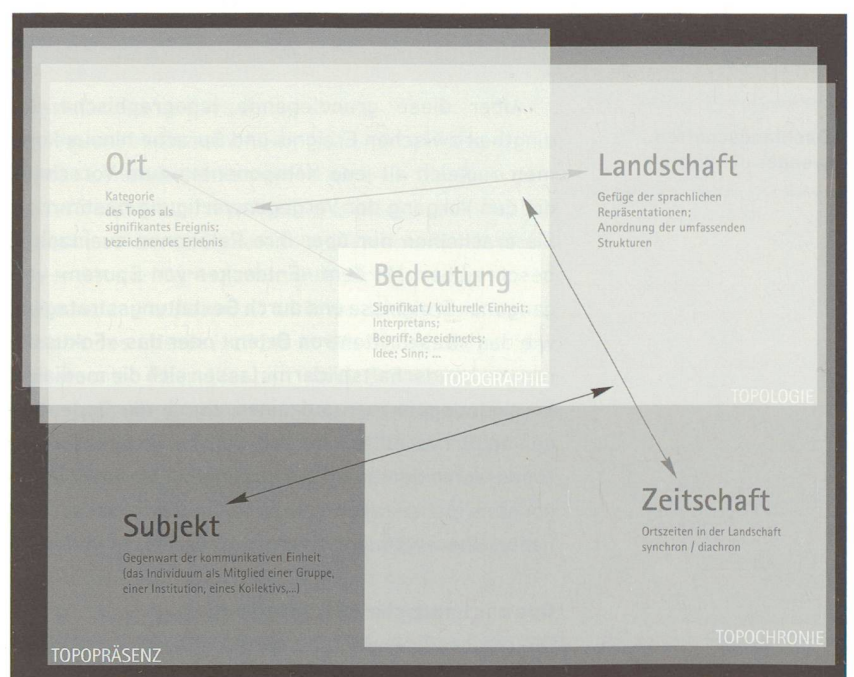 Ort
Kategorie
des Topos als
signifikantes Ereignis;
bezeichnendes Erlebnis
Landschaft
Gefüge der sprachlichen
Repräsentationen;
Anordnung der umfassenden
Strukturen
Bedeutung
Signifikat / kulturelle Einheit;
Interpretans;
Begriff; Bezeichnetes;
Idee; Sinn; ...
TOPOGRAPHIE
TOPOLOGIE
Zeitschaft
Ortszeiten in der Landschaft
synchron / diachron
Subjekt
Gegenwart der kommunikativen Einheit
(das Individuum als Mitglied einer Gruppe,
einer Institution, eines Kollektivs,...)
TOPOCHRONIE
TOPOPRÄSENZ